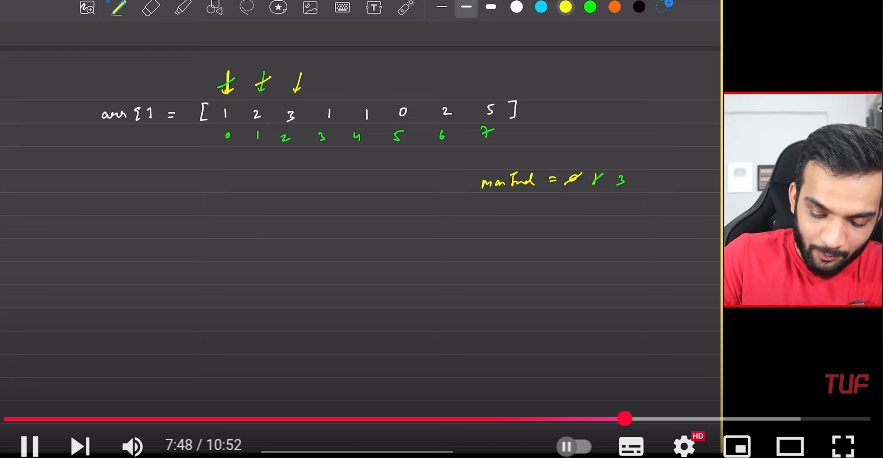 arr[] = [ 1 2 3 1 1 0 2 5 ]
0 1 2 3 4 5 6 7
maxInd = 0 1 3
TUF
7:48 / 10:52
HD